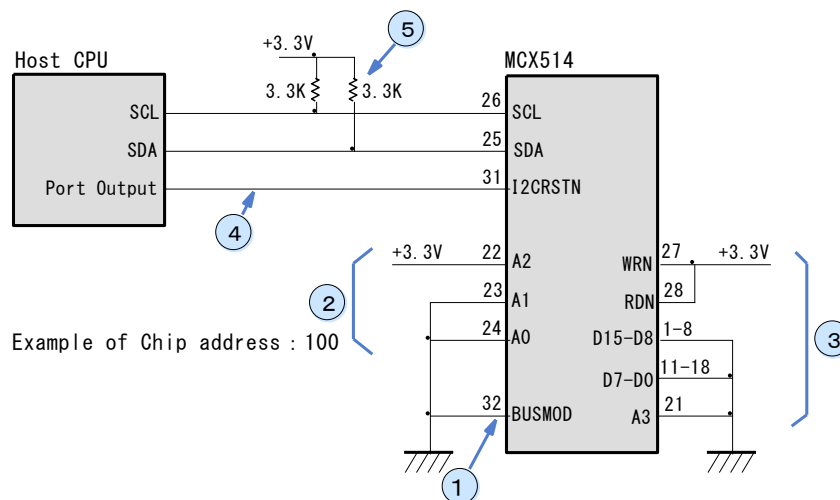 ⑤
+3.3V
Host CPU
MCX514
3.3K
3.3K
SCL
26
SCL
SDA
25
SDA
Port Output
31
I2CRSTN
④
+3.3V
22
A2
WRN
27
+3.3V
②
23
A1
RDN
28
Example of Chip address : 100
24
A0
D15-D8
1-8
③
D7-D0
11-18
32
BUSMOD
A3
21
①